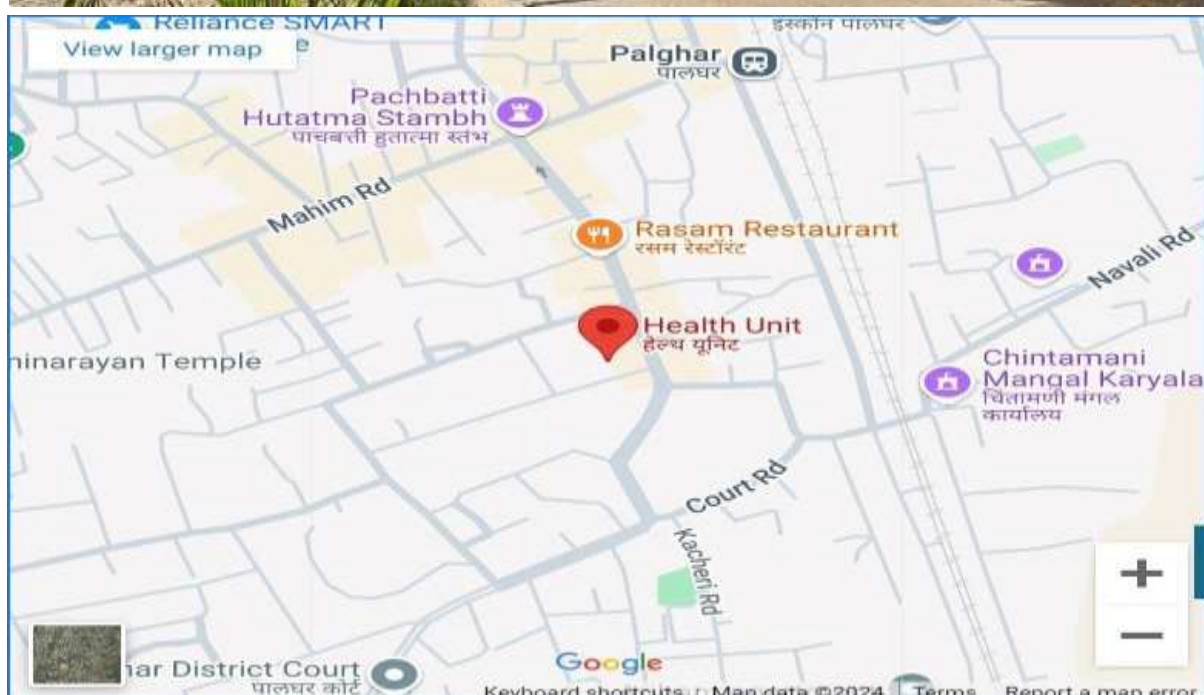 Reliance SMART
इस्कॉन पालघर
View larger map
Palghar
पालघर
Pachbatti
Hutatma Stambh
पाचबत्ती हुतात्मा स्तंभ
Mahim Rd
Rasam Restaurant
रसम रेस्टॉरंट
Navali Rd
Health Unit
हेल्थ यूनिट
hinarayan Temple
Chintamani
Mangal Karyala
चिंतामणी मंगल
कार्यालय
Court Rd
Kacheri Rd
har District Court
पालघर कोर्ट
Google
Keyboard shortcuts
Map data ©2024
Terms
Report a map error